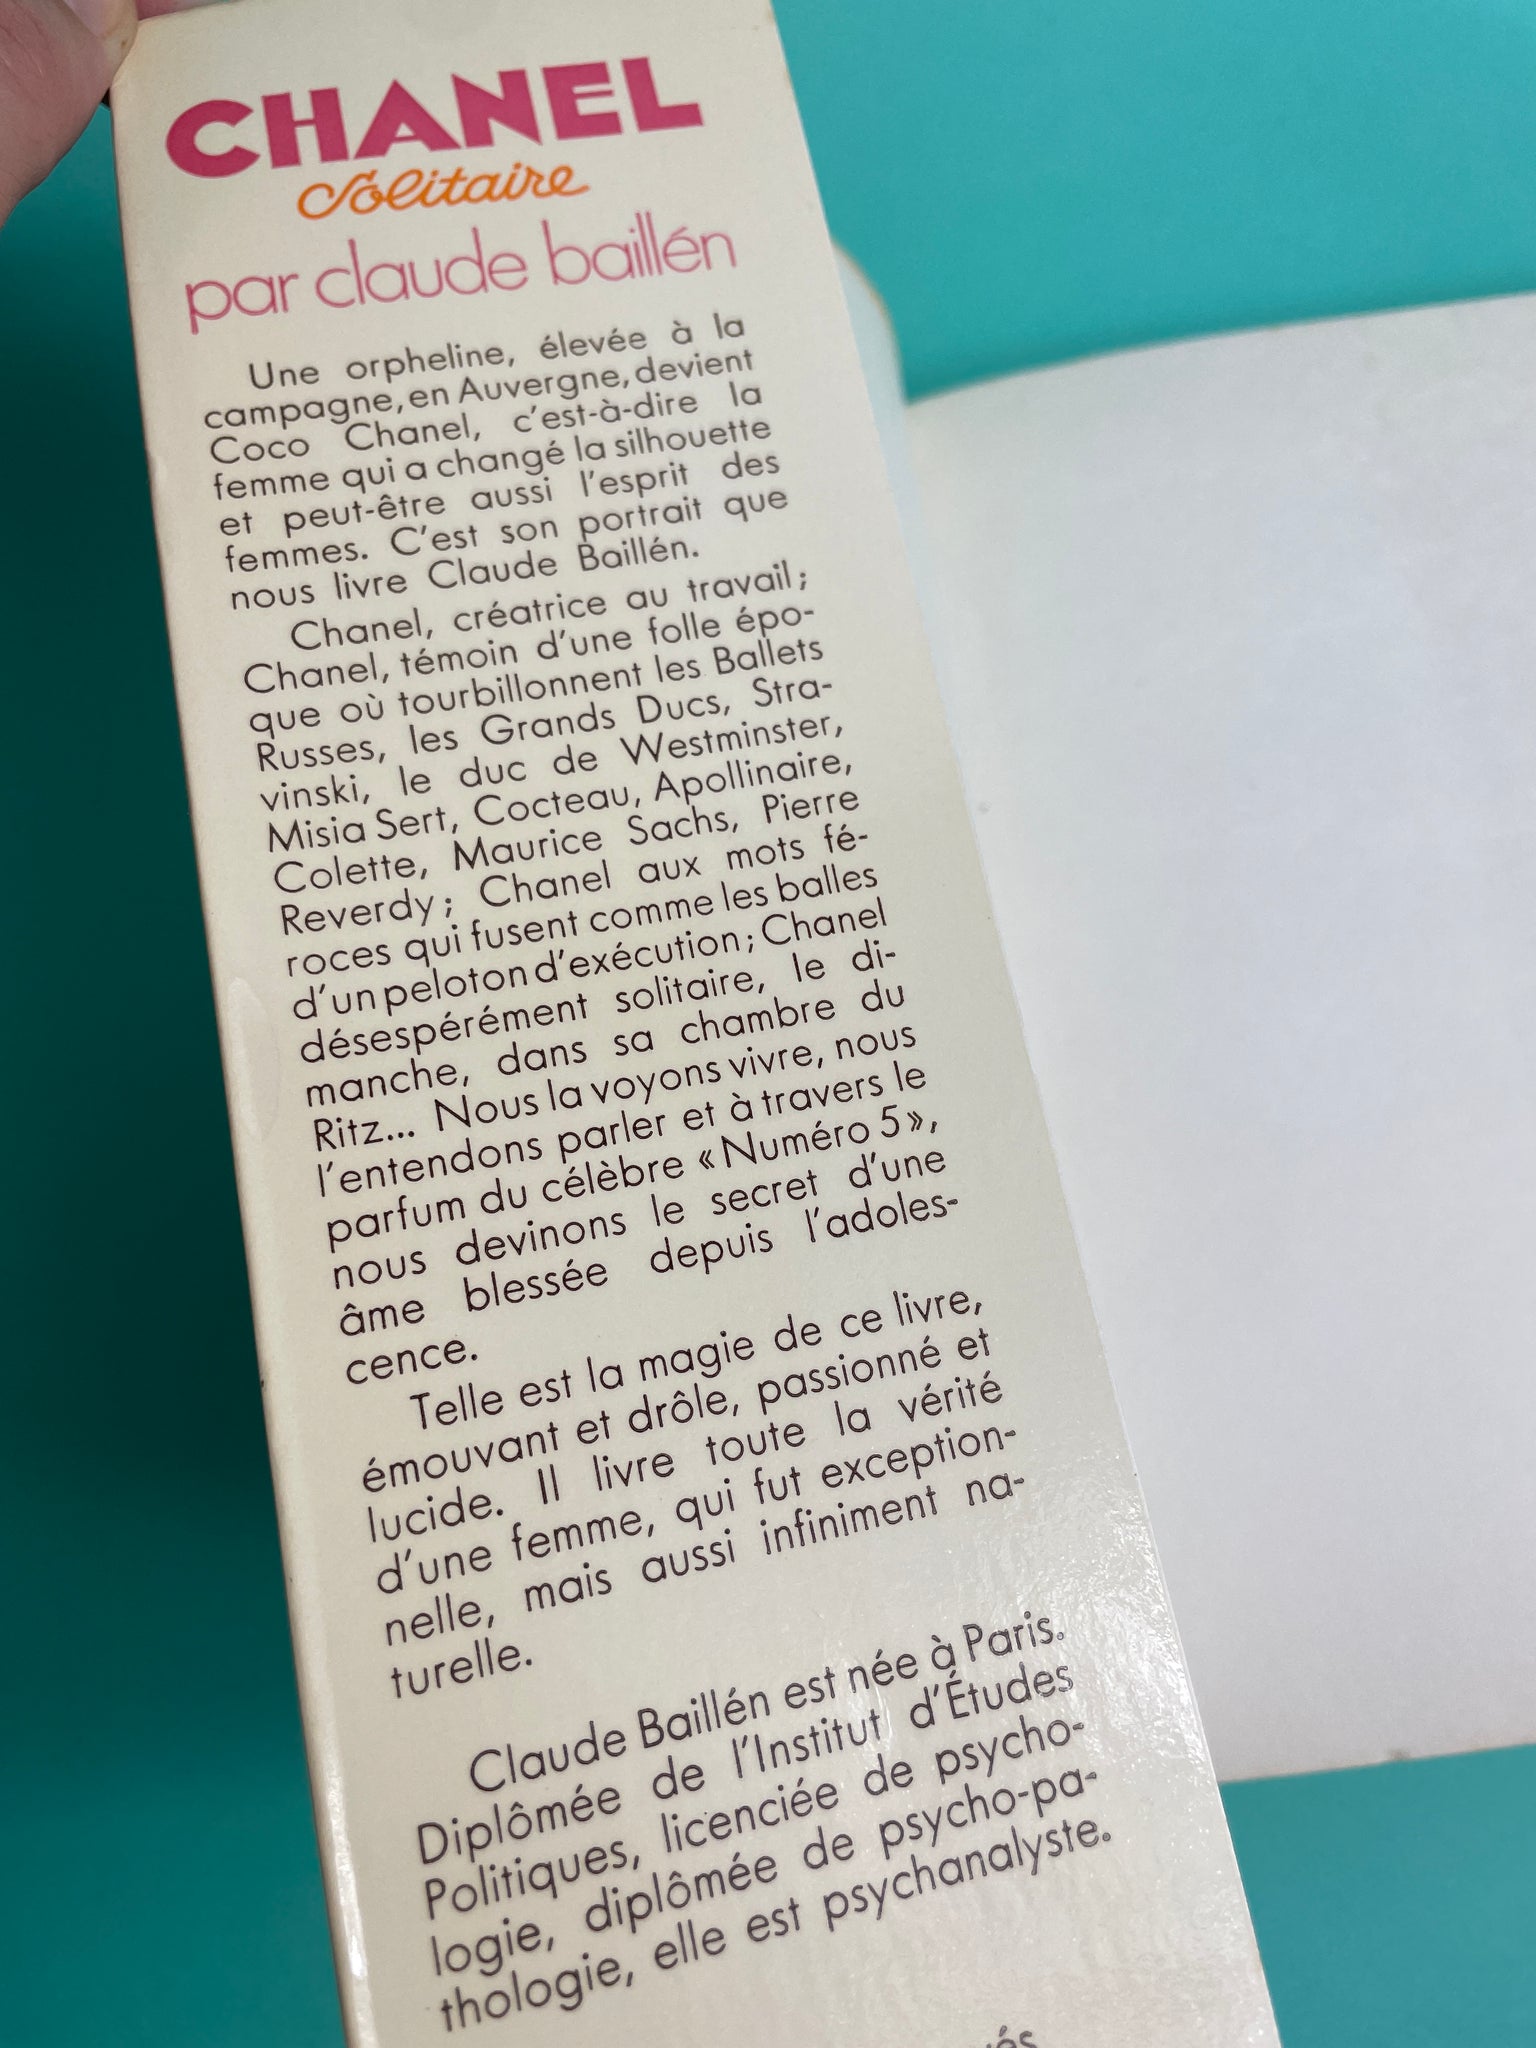 CHANEL
Solitaire
par claude baillén
Une orpheline, élevée à la
campagne, en Auvergne, devient
Coco Chanel, c'est-à-dire la
femme qui a changé la silhouette
et peut-être aussi l'esprit des
femmes. C'est son portrait que
nous livre Claude Baillén.
Chanel, créatrice au travail ;
Chanel, témoin d'une folle épo-
que où tourbillonnent les Ballets
Russes, les Grands Ducs, Stra-
vinski, le duc de Westminster,
Misia Sert, Cocteau, Apollinaire,
Colette, Maurice Sachs, Pierre
Reverdy ; Chanel aux mots fé-
roces qui fusent comme les balles
d'un peloton d'exécution ; Chanel
désespérément solitaire, le di-
manche, dans sa chambre du
Ritz... Nous la voyons vivre, nous
l'entendons parler et à travers le
parfum du célèbre « Numéro 5 »,
nous devinons le secret d'une
âme blessée depuis l'adoles-
cence.
Telle est la magie de ce livre,
émouvant et drôle, passionné et
lucide. Il livre toute la vérité
d'une femme, qui fut exception-
nelle, mais aussi infiniment na-
turelle.
Claude Baillén est née à Paris.
Diplômée de l'Institut d'Études
Politiques, licenciée de psycho-
logie, diplômée de psycho-pa-
thologie, elle est psychanalyste.